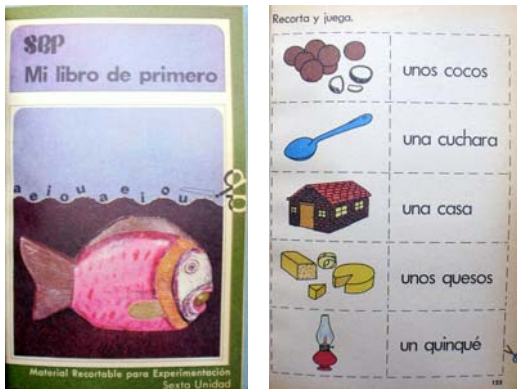 SEP
Mi libro de primero
a e i o u a e i o u
Material Recortable para Experimentación
Sexta Unidad
Recorta y juega.
unos cocos
una cuchara
una casa
unos quesos
un quinqué